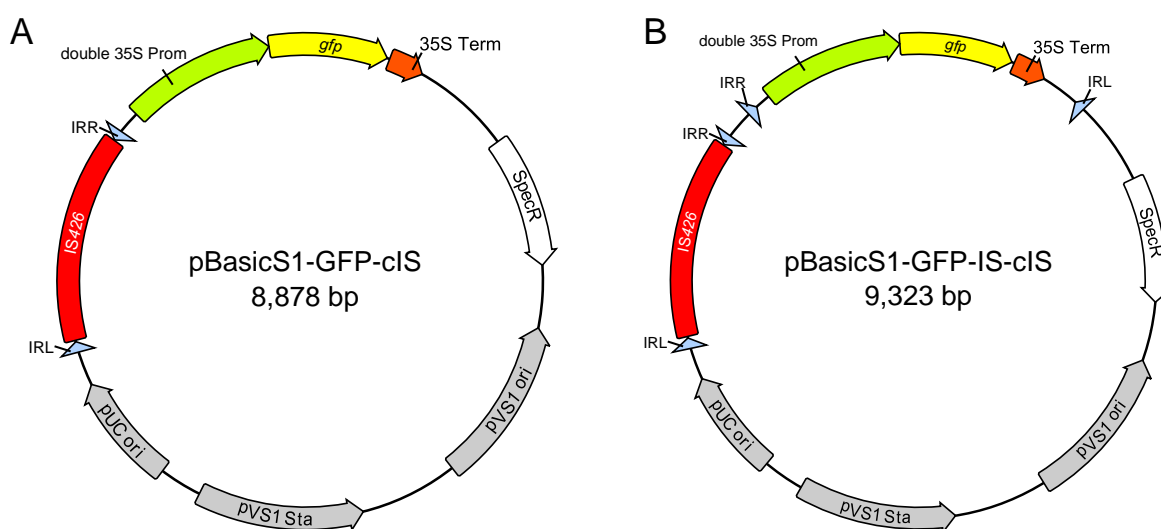 A
double 35S Prom
gfp
35S Term
IRR
IS426
SpecR
pBasicS1-GFP-cIS
8,878 bp
IRL
pUC ori
pVS1 ori
pVS1 Sta
B
double 35S Prom
gfp
35S Term
IRR
IRL
IRR
IS426
SpecR
pBasicS1-GFP-IS-cIS
9,323 bp
IRL
pUC ori
pVS1 ori
pVS1 Sta